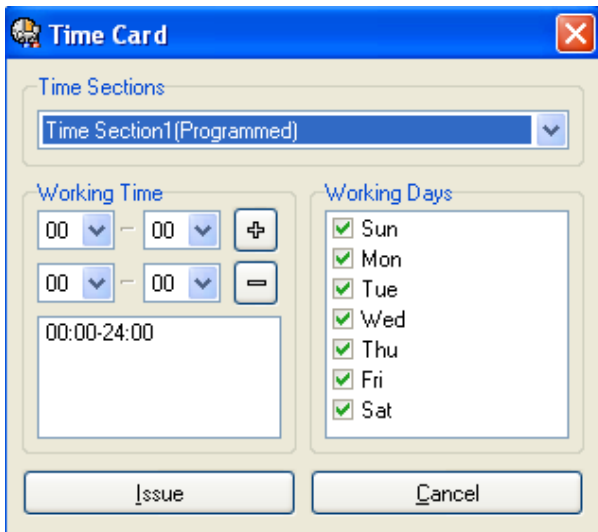 Time Card
Time Sections
Time Section1(Programmed)
Working Time
00 - 00
00 - 00
00:00-24:00
Working Days
Sun
Mon
Tue
Wed
Thu
Fri
Sat
Issue
Cancel